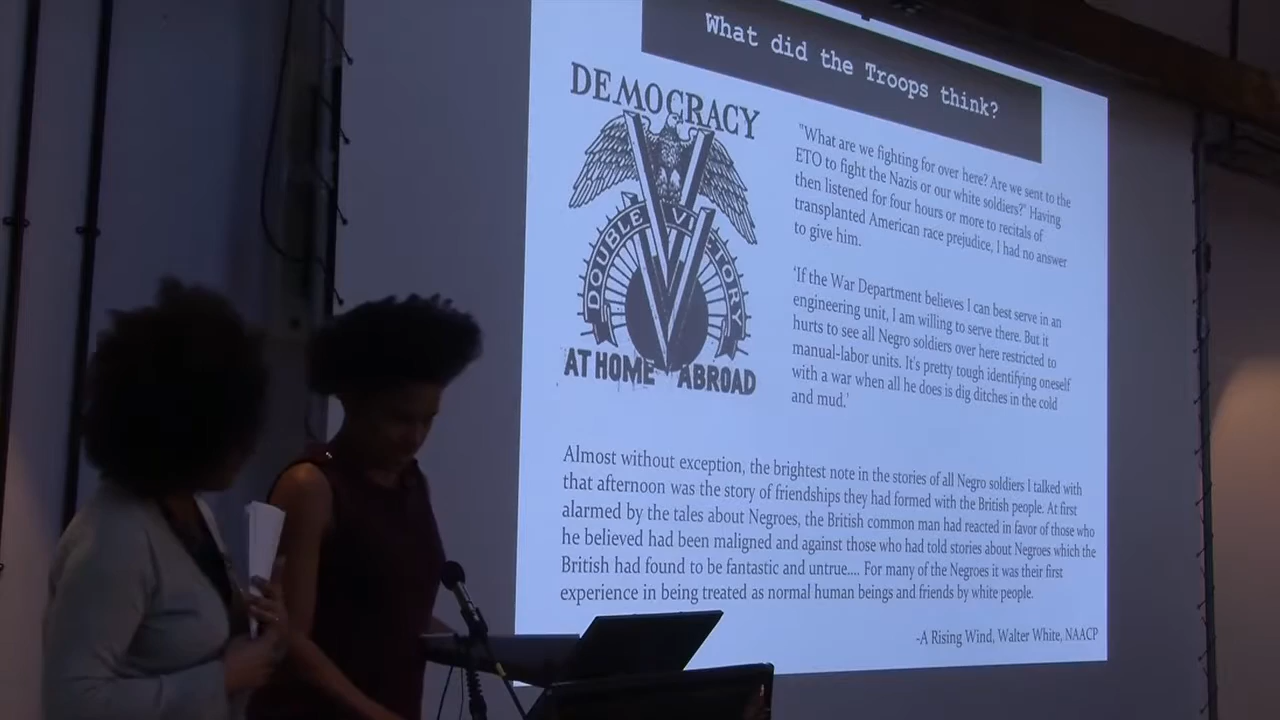 What did the Troops think?
DEMOCRACY
DOUBLE VICTORY
AT HOME ABROAD
"What are we fighting for over here? Are we sent to the
ETO to fight the Nazis or our white soldiers?" Having
then listened for four hours or more to recitals of
transplanted American race prejudice, I had no answer
to give him.
'If the War Department believes I can best serve in an
engineering unit, I am willing to serve there. But it
hurts to see all Negro soldiers over here restricted to
manual-labor units. It's pretty tough identifying oneself
with a war when all he does is dig ditches in the cold
and mud.'
Almost without exception, the brightest note in the stories of all Negro soldiers I talked with
that afternoon was the story of friendships they had formed with the British people. At first
alarmed by the tales about Negroes, the British common man had reacted in favor of those who
he believed had been maligned and against those who had told stories about Negroes which the
British had found to be fantastic and untrue.... For many of the Negroes it was their first
experience in being treated as normal human beings and friends by white people.
-A Rising Wind, Walter White, NAACP